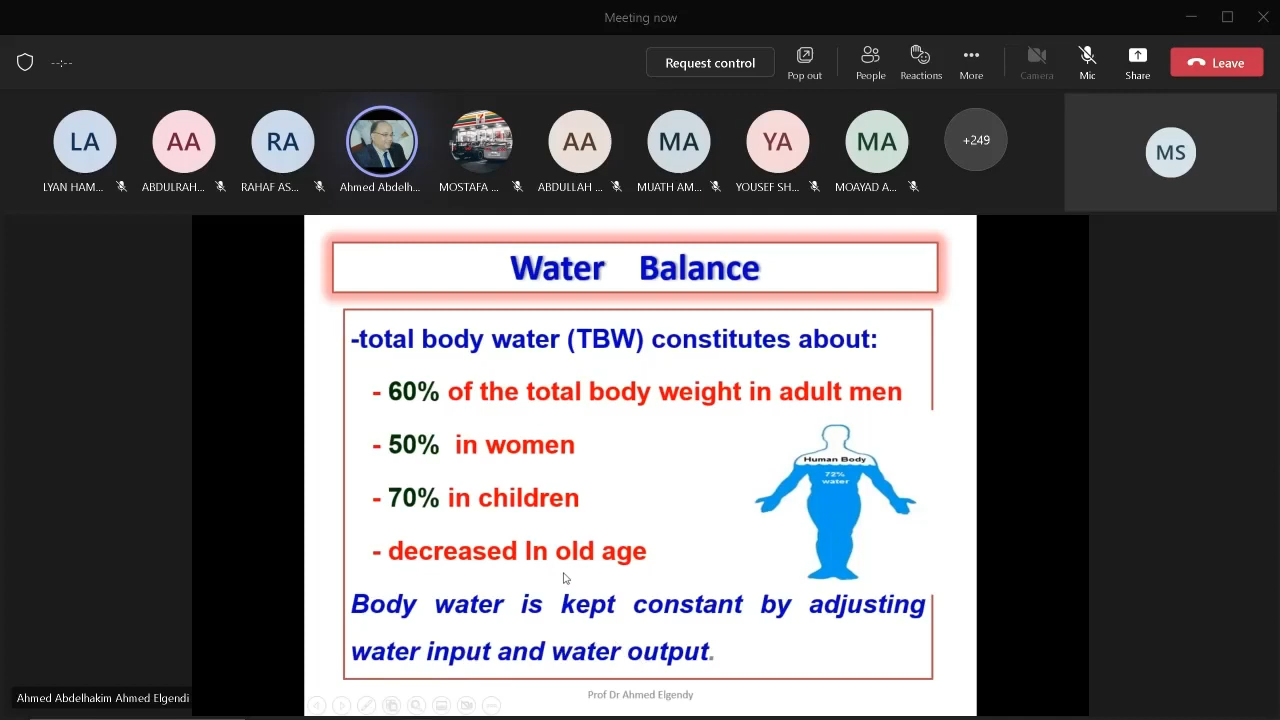 Meeting now
--:--
Request control
Pop out
People
Reactions
More
Camera
Mic
Share
Leave
LA
AA
RA
AA
MA
YA
MA
+249
MS
LYAN HAM...
ABDULRAH...
RAHAF AS...
Ahmed Abdelh...
MOSTAFA ...
ABDULLAH ...
MUATH AM...
YOUSEF SH...
MOAYAD A...
Water Balance
-total body water (TBW) constitutes about:
- 60% of the total body weight in adult men
- 50% in women
- 70% in children
- decreased In old age
Human Body
72%
water
Body water is kept constant by adjusting
water input and water output.
Prof Dr Ahmed Elgendy
Ahmed Abdelhakim Ahmed Elgendi